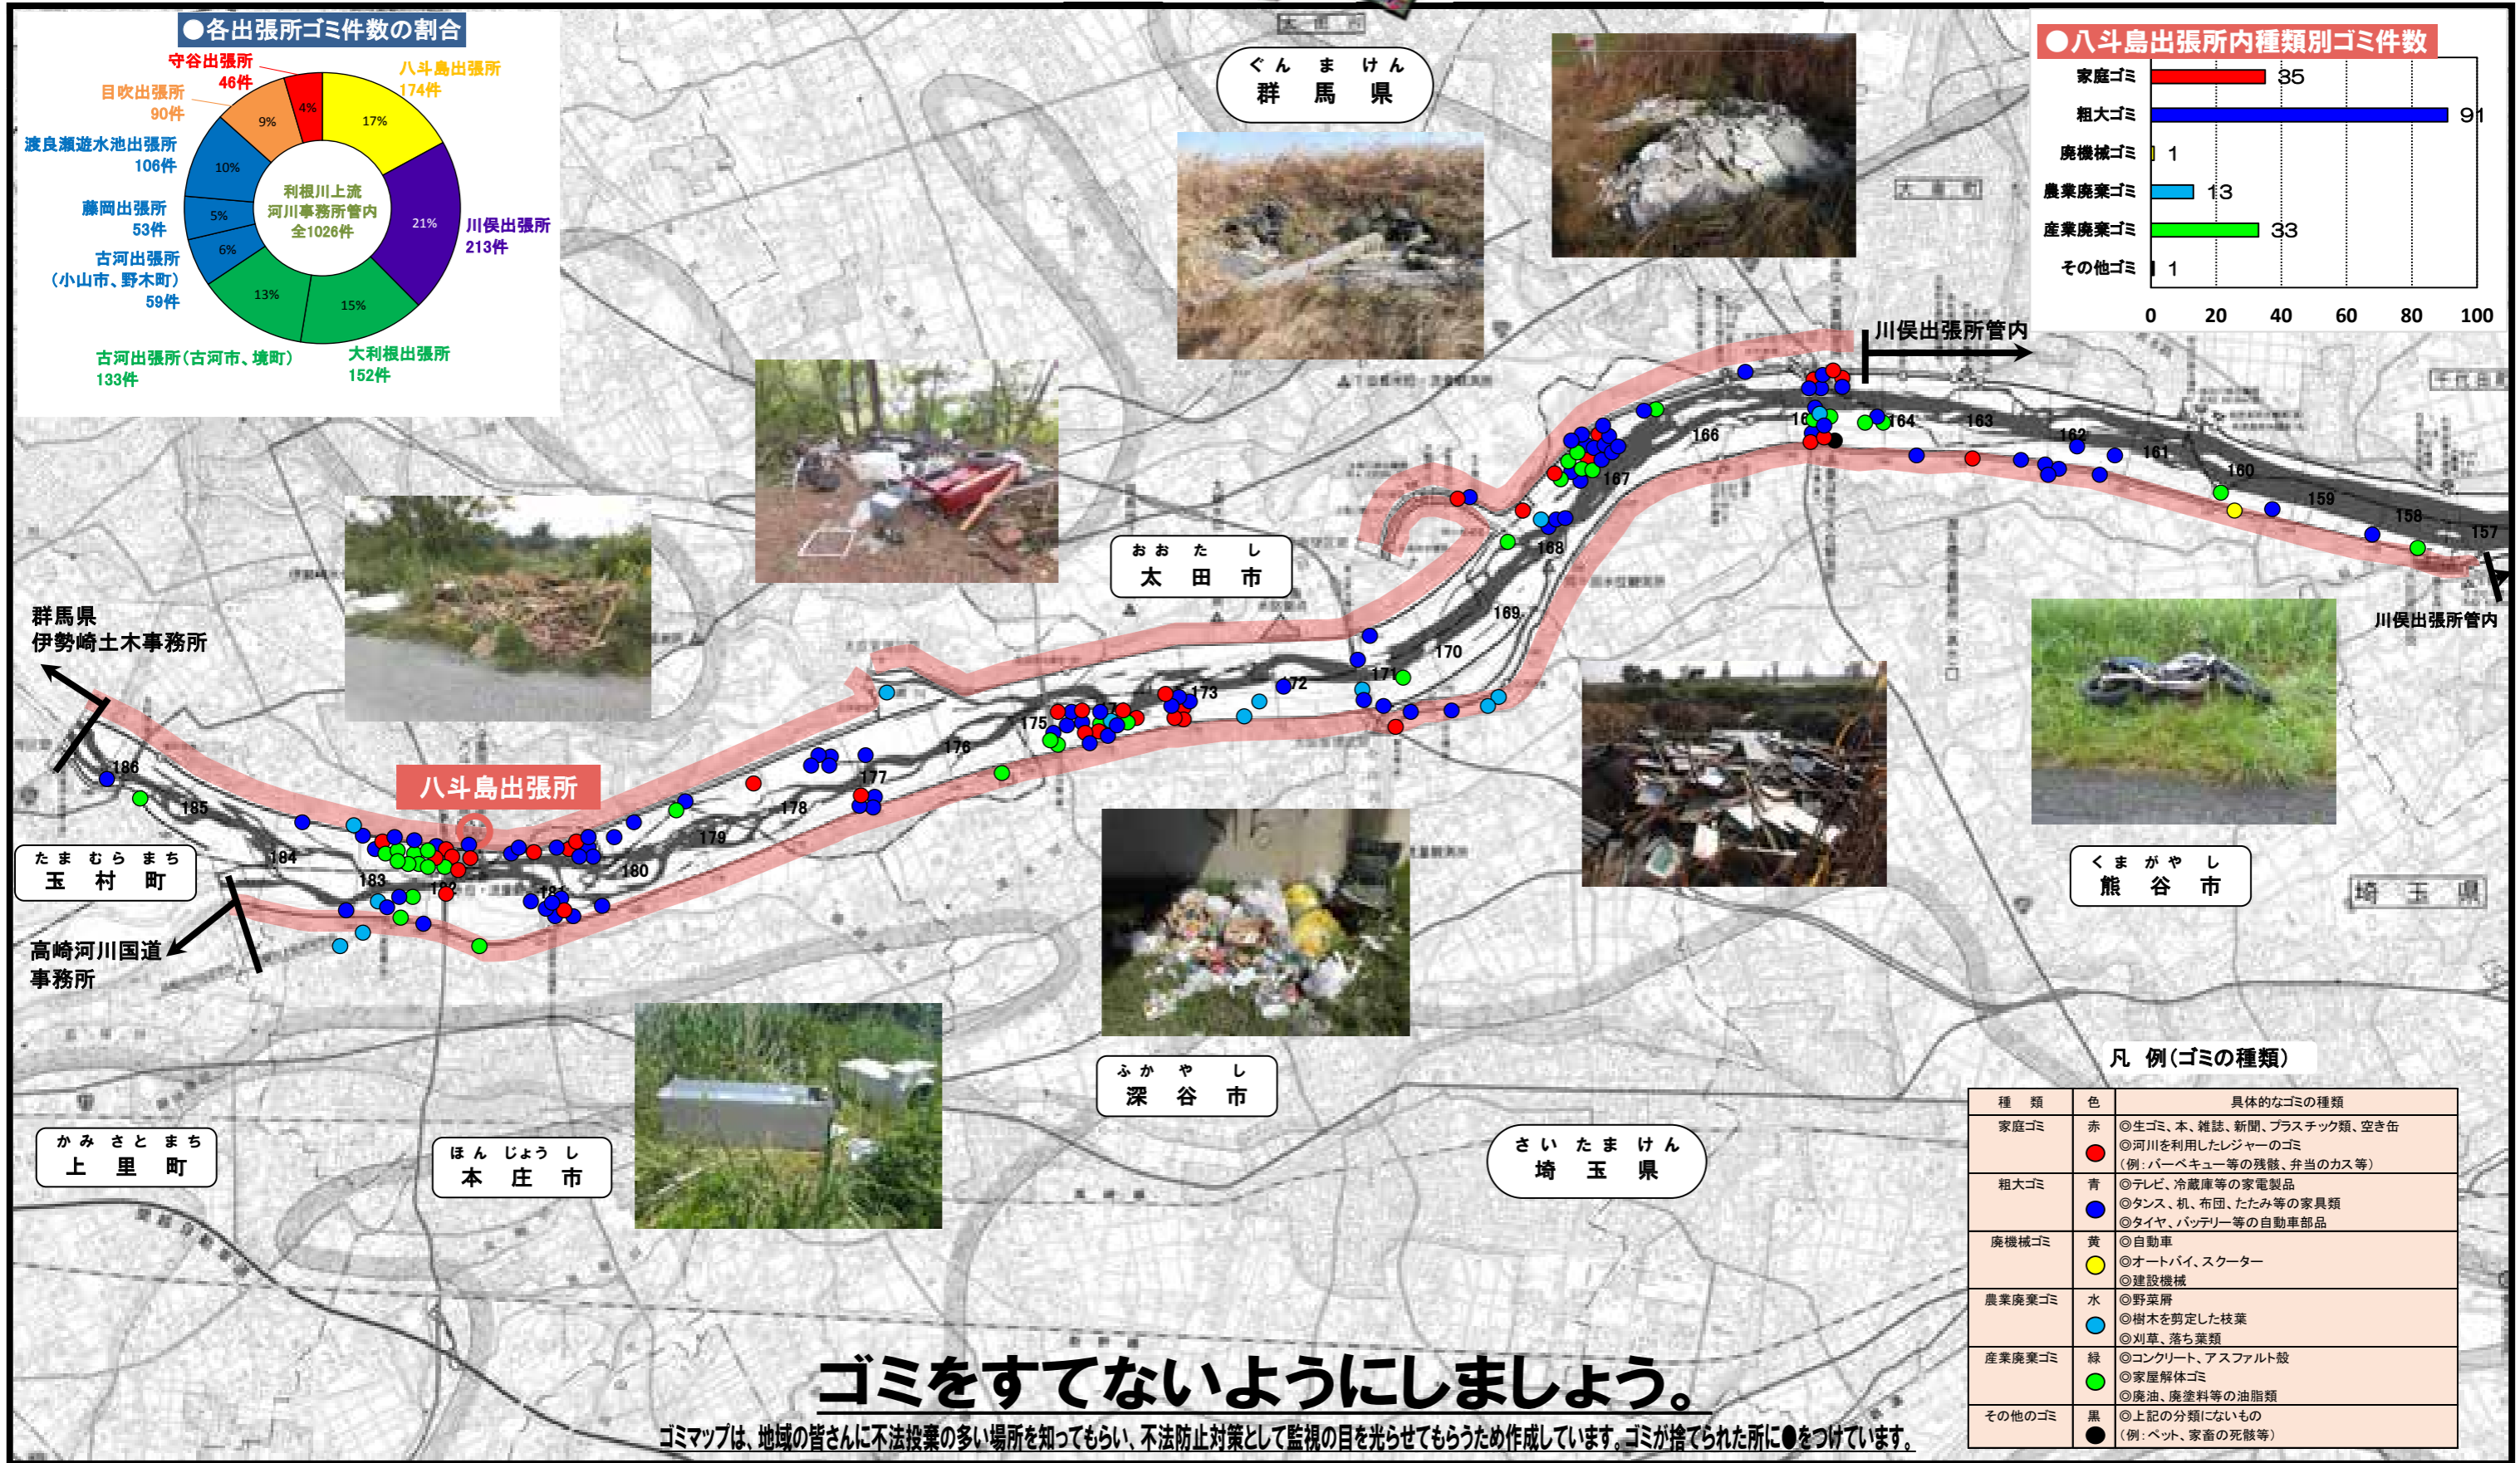 ●各出張所ゴミ件数の割合
守谷出張所
46件
八斗島出張所
174件
目吹出張所
90件
渡良瀬遊水池出張所
106件
藤岡出張所
53件
古河出張所
(小山市、野木町)
59件
古河出張所(古河市、境町)
133件
大利根出張所
152件
川俣出張所
213件
4%
17%
9%
10%
5%
6%
13%
15%
21%
利根川上流
河川事務所管内
全1026件
ぐんまけん
群馬県
●八斗島出張所内種類別ゴミ件数
家庭ゴミ 35
粗大ゴミ 91
廃機械ゴミ 1
農業廃棄ゴミ 13
産業廃棄ゴミ 33
その他ゴミ 1
0 20 40 60 80 100
川俣出張所管内
164
163
162
161
160
159
158
157
166
167
168
169
170
171
172
173
175
176
177
178
179
180
181
182
183
184
185
186
川俣出張所管内
おおたし
太田市
群馬県
伊勢崎土木事務所
八斗島出張所
たまむらまち
玉村町
高崎河川国道
事務所
くまがやし
熊谷市
埼玉県
ふかやし
深谷市
かみさとまち
上里町
ほんじょうし
本庄市
さいたまけん
埼玉県
凡 例(ゴミの種類)
種 類 色 具体的なゴミの種類
家庭ゴミ 赤 ◎生ゴミ、本、雑誌、新聞、プラスチック類、空き缶
◎河川を利用したレジャーのゴミ
(例:バーベキュー等の残骸、弁当のカス等)
粗大ゴミ 青 ◎テレビ、冷蔵庫等の家電製品
◎タンス、机、布団、たたみ等の家具類
◎タイヤ、バッテリー等の自動車部品
廃機械ゴミ 黄 ◎自動車
◎オートバイ、スクーター
◎建設機械
農業廃棄ゴミ 水 ◎野菜屑
◎樹木を剪定した枝葉
◎刈草、落ち葉類
産業廃棄ゴミ 緑 ◎コンクリート、アスファルト殻
◎家屋解体ゴミ
◎廃油、廃塗料等の油脂類
その他のゴミ 黒 ◎上記の分類にないもの
(例:ペット、家畜の死骸等)
ゴミをすてないようにしましょう。
ゴミマップは、地域の皆さんに不法投棄の多い場所を知ってもらい、不法防止対策として監視の目を光らせてもらうため作成しています。ゴミが捨てられた所に●をつけています。